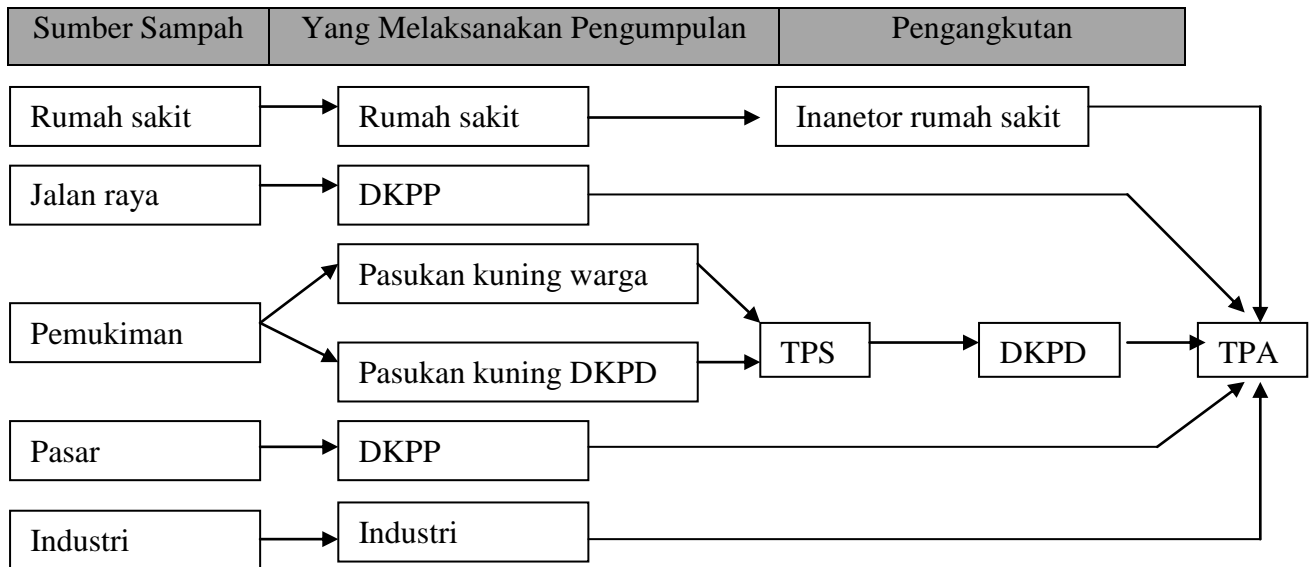 Sumber Sampah Yang Melaksanakan Pengumpulan Pengangkutan
Rumah sakit Rumah sakit Inanetor rumah sakit
Jalan raya DKPP
Pasukan kuning warga
Pemukiman
Pasukan kuning DKPD
TPS DKPD TPA
Pasar DKPP
Industri Industri